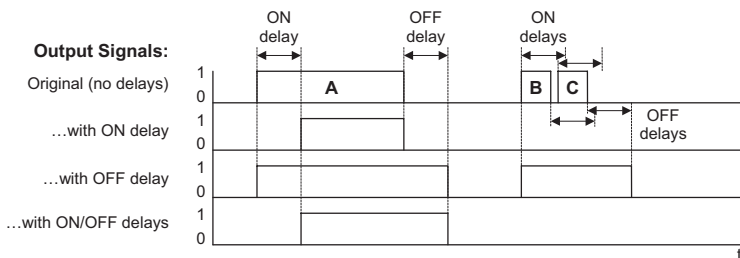 ON
delay
OFF
delay
ON
delays
Output Signals:
Original (no delays)
1
0
A
B
C
OFF
delays
…with ON delay
1
0
…with OFF delay
1
0
…with ON/OFF delays
1
0
t